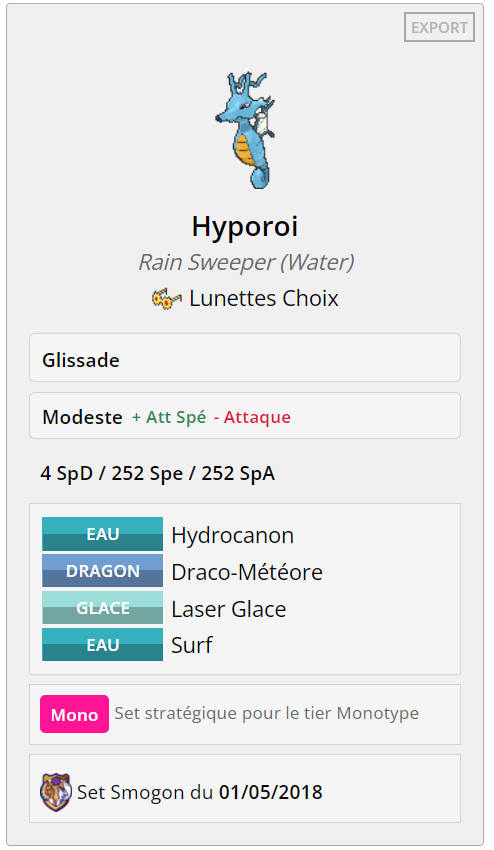 EXPORT
Hyporoi
Rain Sweeper (Water)
Lunettes Choix
Glissade
Modeste + Att Spé - Attaque
4 SpD / 252 Spe / 252 SpA
EAU Hydrocanon
DRAGON Draco-Météore
GLACE Laser Glace
EAU Surf
Mono Set stratégique pour le tier Monotype
Set Smogon du 01/05/2018